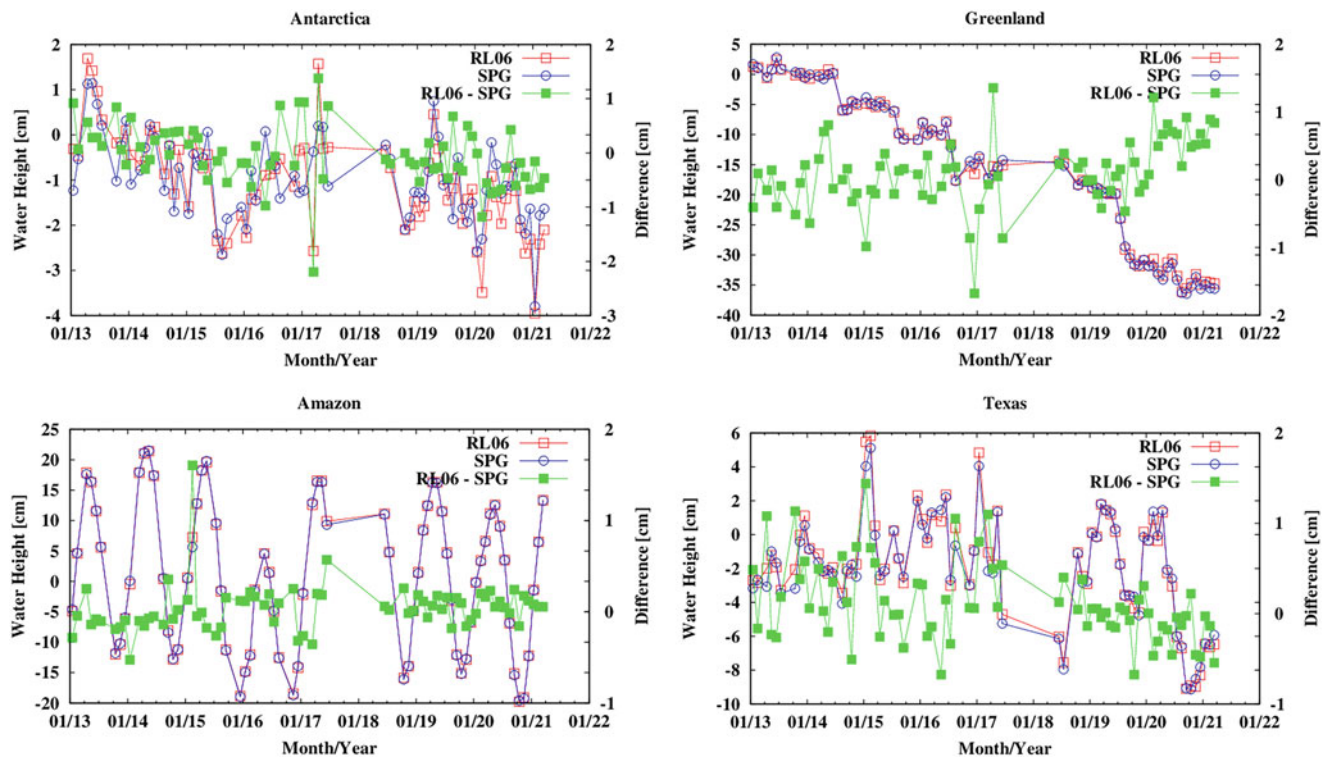 Antarctica
RL06
SPG
RL06 - SPG
Water Height [cm]
2
1
0
-1
-2
-3
-4
Difference [cm]
2
1
0
-1
-2
-3
01/13 01/14 01/15 01/16 01/17 01/18 01/19 01/20 01/21 01/22
Month/Year
Greenland
RL06
SPG
RL06 - SPG
Water Height [cm]
5
0
-5
-10
-15
-20
-25
-30
-35
-40
Difference [cm]
2
1
0
-1
-2
01/13 01/14 01/15 01/16 01/17 01/18 01/19 01/20 01/21 01/22
Month/Year
Amazon
RL06
SPG
RL06 - SPG
Water Height [cm]
25
20
15
10
5
0
-5
-10
-15
-20
Difference [cm]
2
1
0
-1
01/13 01/14 01/15 01/16 01/17 01/18 01/19 01/20 01/21 01/22
Month/Year
Texas
RL06
SPG
RL06 - SPG
Water Height [cm]
6
4
2
0
-2
-4
-6
-8
-10
Difference [cm]
2
1
0
-1
01/13 01/14 01/15 01/16 01/17 01/18 01/19 01/20 01/21 01/22
Month/Year